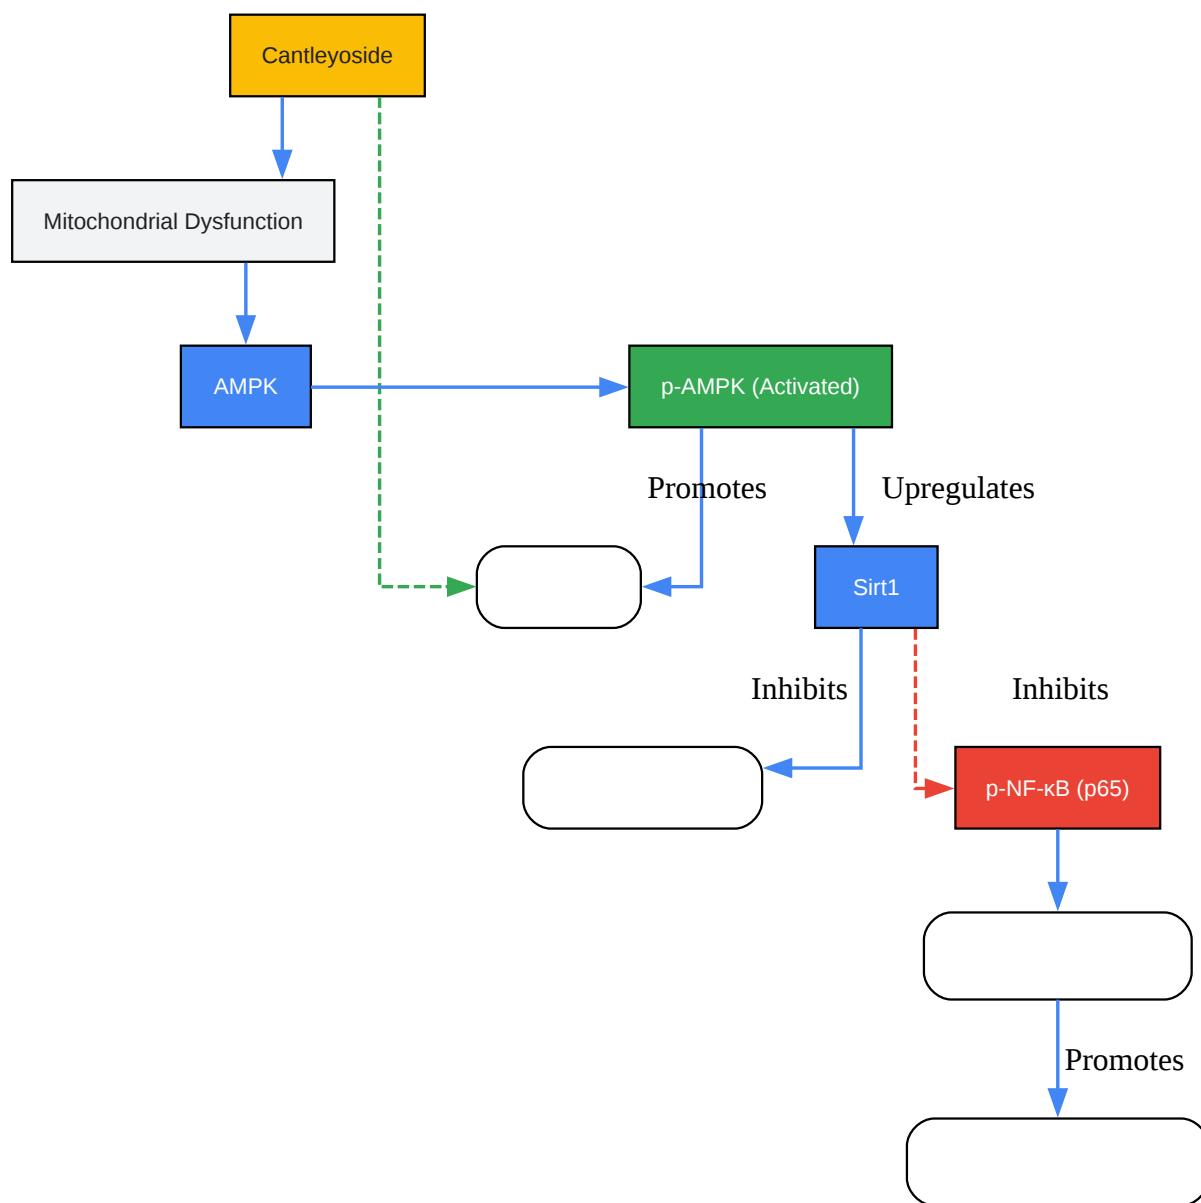 Cantleyoside
Mitochondrial Dysfunction
AMPK
p-AMPK (Activated)
Promotes
Upregulates
Sirt1
Inhibits
Inhibits
p-NF-κB (p65)
Promotes